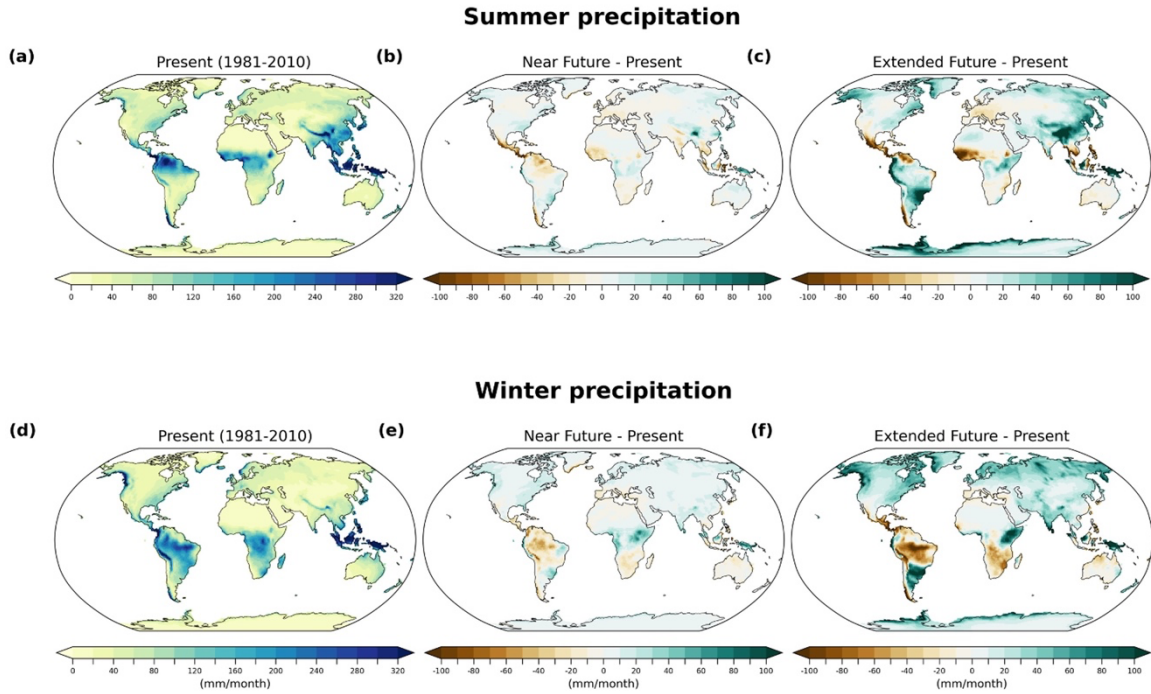 Summer precipitation
(a)
Present (1981-2010)
(b)
Near Future - Present
(c)
Extended Future - Present
0 40 80 120 160 200 240 280 320
-100 -80 -60 -40 -20 0 20 40 60 80 100
-100 -80 -60 -40 -20 0 20 40 60 80 100
Winter precipitation
(d)
Present (1981-2010)
(e)
Near Future - Present
(f)
Extended Future - Present
0 40 80 120 160 200 240 280 320
(mm/month)
-100 -80 -60 -40 -20 0 20 40 60 80 100
(mm/month)
-100 -80 -60 -40 -20 0 20 40 60 80 100
(mm/month)